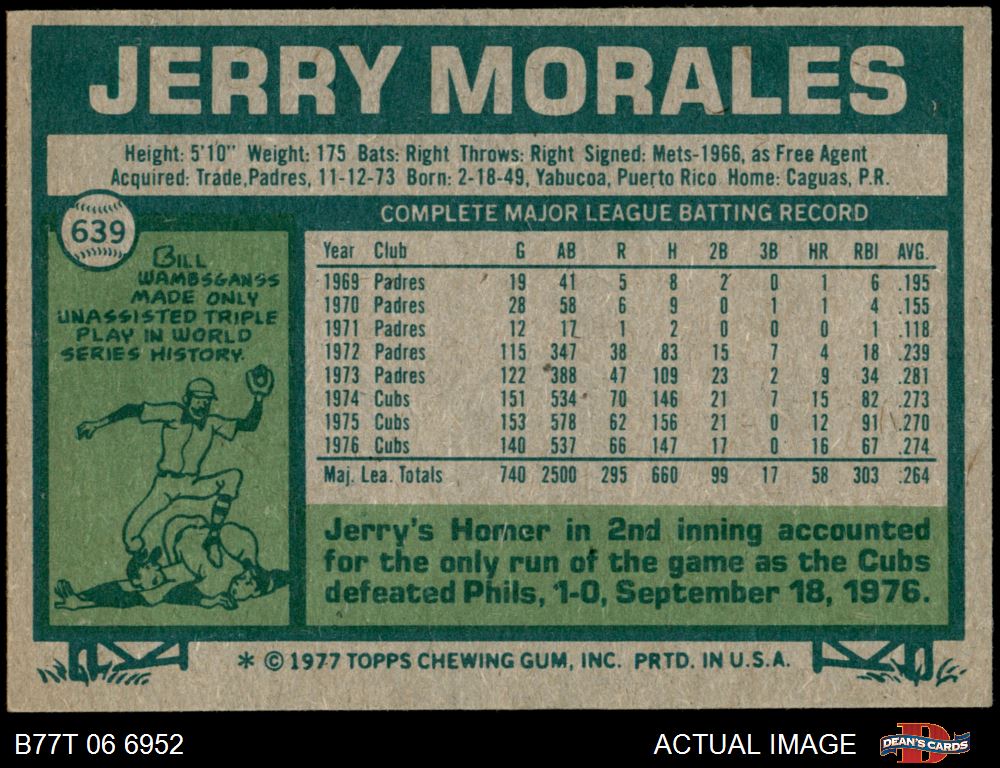 JERRY MORALES
Height: 5'10" Weight: 175 Bats: Right Throws: Right Signed: Mets-1966, as Free Agent
Acquired: Trade,Padres, 11-12-73 Born: 2-18-49, Yabucoa, Puerto Rico Home: Caguas, P.R.
639
BILL
WAMBSGANSS
MADE ONLY
UNASSISTED TRIPLE
PLAY IN WORLD
SERIES HISTORY.
COMPLETE MAJOR LEAGUE BATTING RECORD
Year Club G AB R H 2B 3B HR RBI AVG.
1969 Padres 19 41 5 8 2 0 1 6 .195
1970 Padres 28 58 6 9 0 1 1 4 .155
1971 Padres 12 17 1 2 0 0 0 1 .118
1972 Padres 115 347 38 83 15 7 4 18 .239
1973 Padres 122 388 47 109 23 2 9 34 .281
1974 Cubs 151 534 70 146 21 7 15 82 .273
1975 Cubs 153 578 62 156 21 0 12 91 .270
1976 Cubs 140 537 66 147 17 0 16 67 .274
Maj. Lea. Totals 740 2500 295 660 99 17 58 303 .264
Jerry's Homer in 2nd inning accounted
for the only run of the game as the Cubs
defeated Phils, 1-0, September 18, 1976.
* © 1977 TOPPS CHEWING GUM, INC. PRTD. IN U.S.A.
B77T 06 6952
ACTUAL IMAGE
D
DEAN'S CARDS